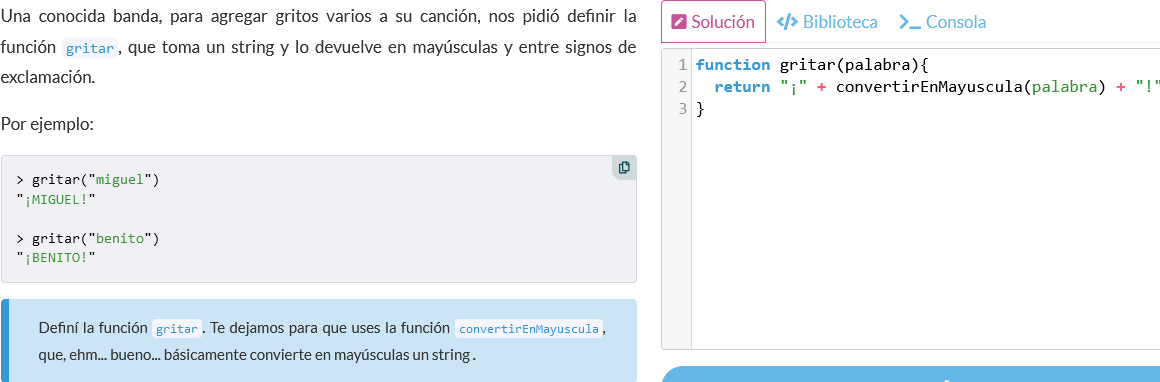 Una conocida banda, para agregar gritos varios a su canción, nos pidió definir la
función gritar, que toma un string y lo devuelve en mayúsculas y entre signos de
exclamación.
Por ejemplo:
> gritar("miguel")
"¡MIGUEL!"
> gritar("benito")
"¡BENITO!"
Definí la función gritar. Te dejamos para que uses la función convertirEnMayuscula,
que, ehm... bueno... básicamente convierte en mayúsculas un string.
Solución
</> Biblioteca
>_ Consola
1 function gritar(palabra){
2 return "¡" + convertirEnMayuscula(palabra) + "!"
3 }